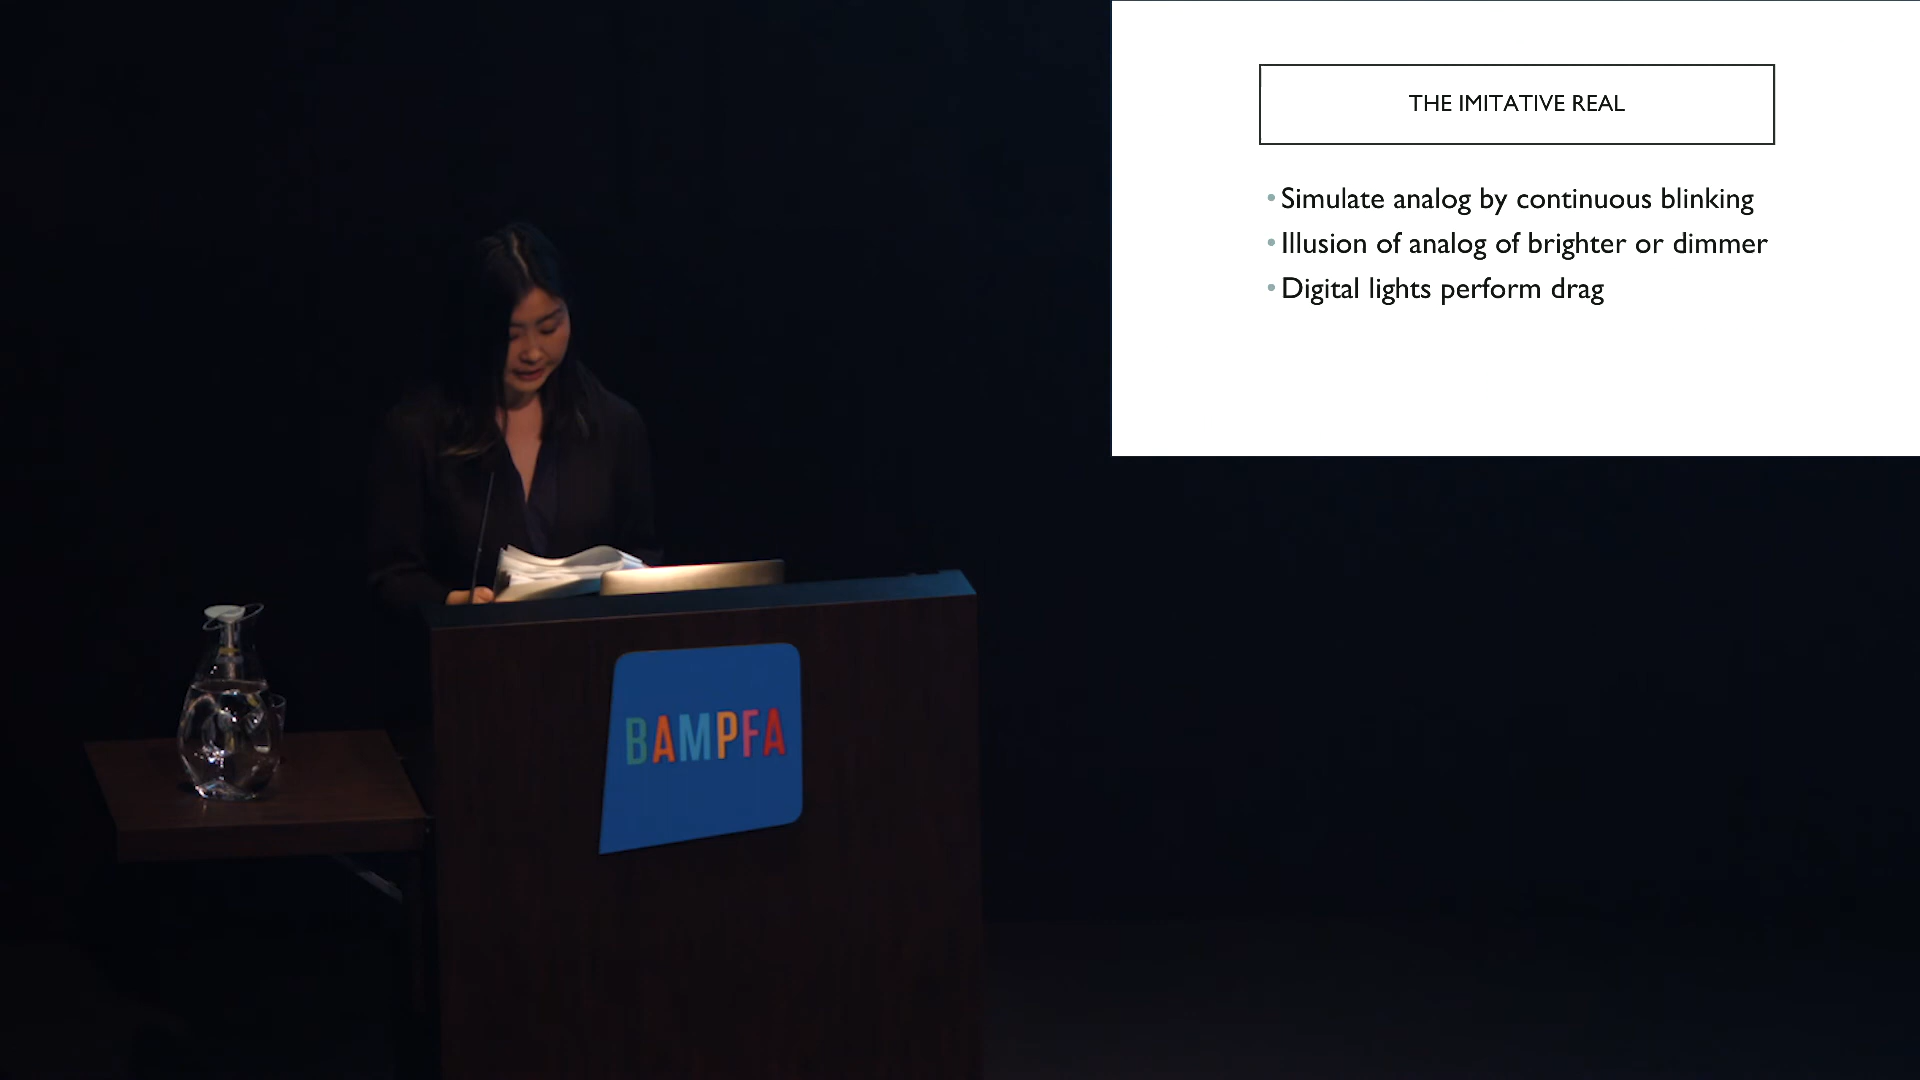 THE IMITATIVE REAL
• Simulate analog by continuous blinking
• Illusion of analog of brighter or dimmer
• Digital lights perform drag
BAMPFA